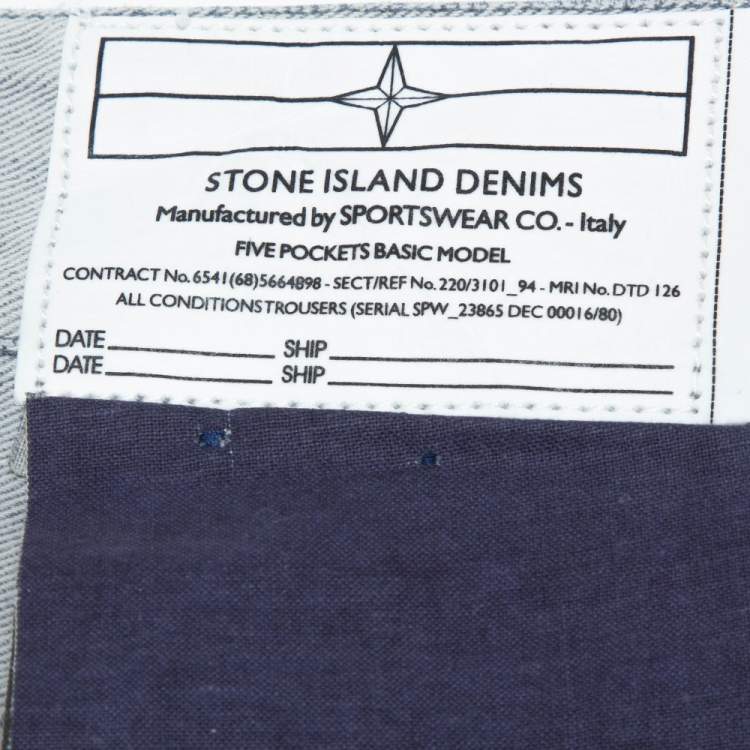 STONE ISLAND DENIMS
Manufactured by SPORTSWEAR CO. - Italy
FIVE POCKETS BASIC MODEL
CONTRACT No. 6541(68)5664898 - SECT/REF No. 220/3101_94 - MRI No. DTD 126
ALL CONDITIONS TROUSERS (SERIAL SPW_23865 DEC 00016/80)
DATE SHIP
DATE SHIP